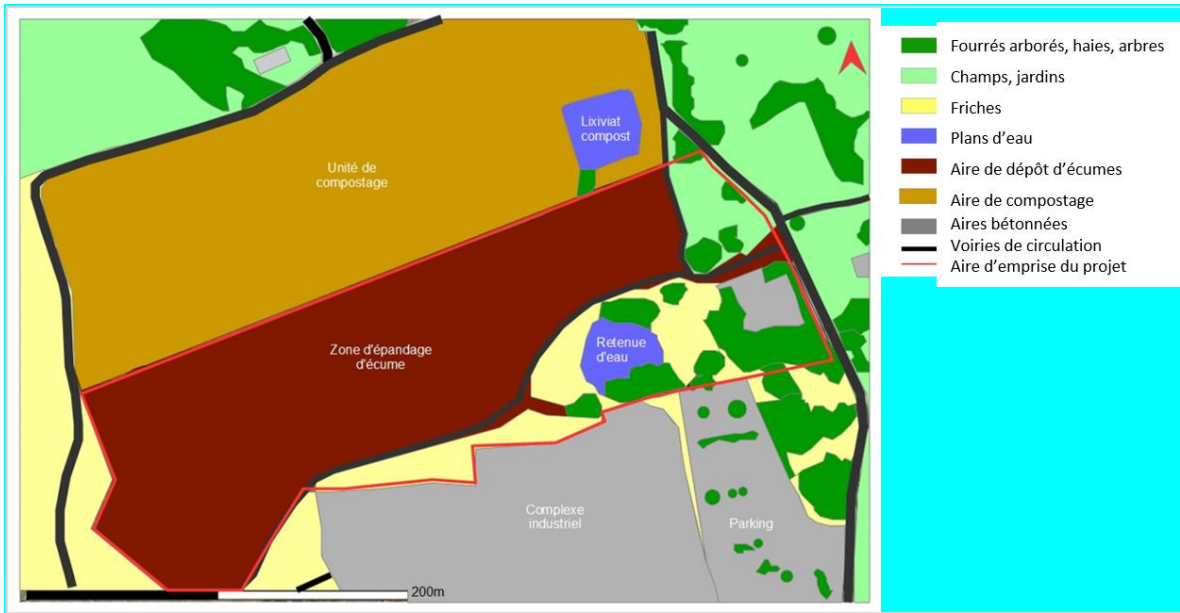 Lixiviat
compost
Unité de
compostage
Zone d'épandage
d'écume
Retenue
d'eau
Complexe
industriel
Parking
200m
Fourrés arborés, haies, arbres
Champs, jardins
Friches
Plans d'eau
Aire de dépôt d'écumes
Aire de compostage
Aires bétonnées
Voiries de circulation
Aire d'emprise du projet